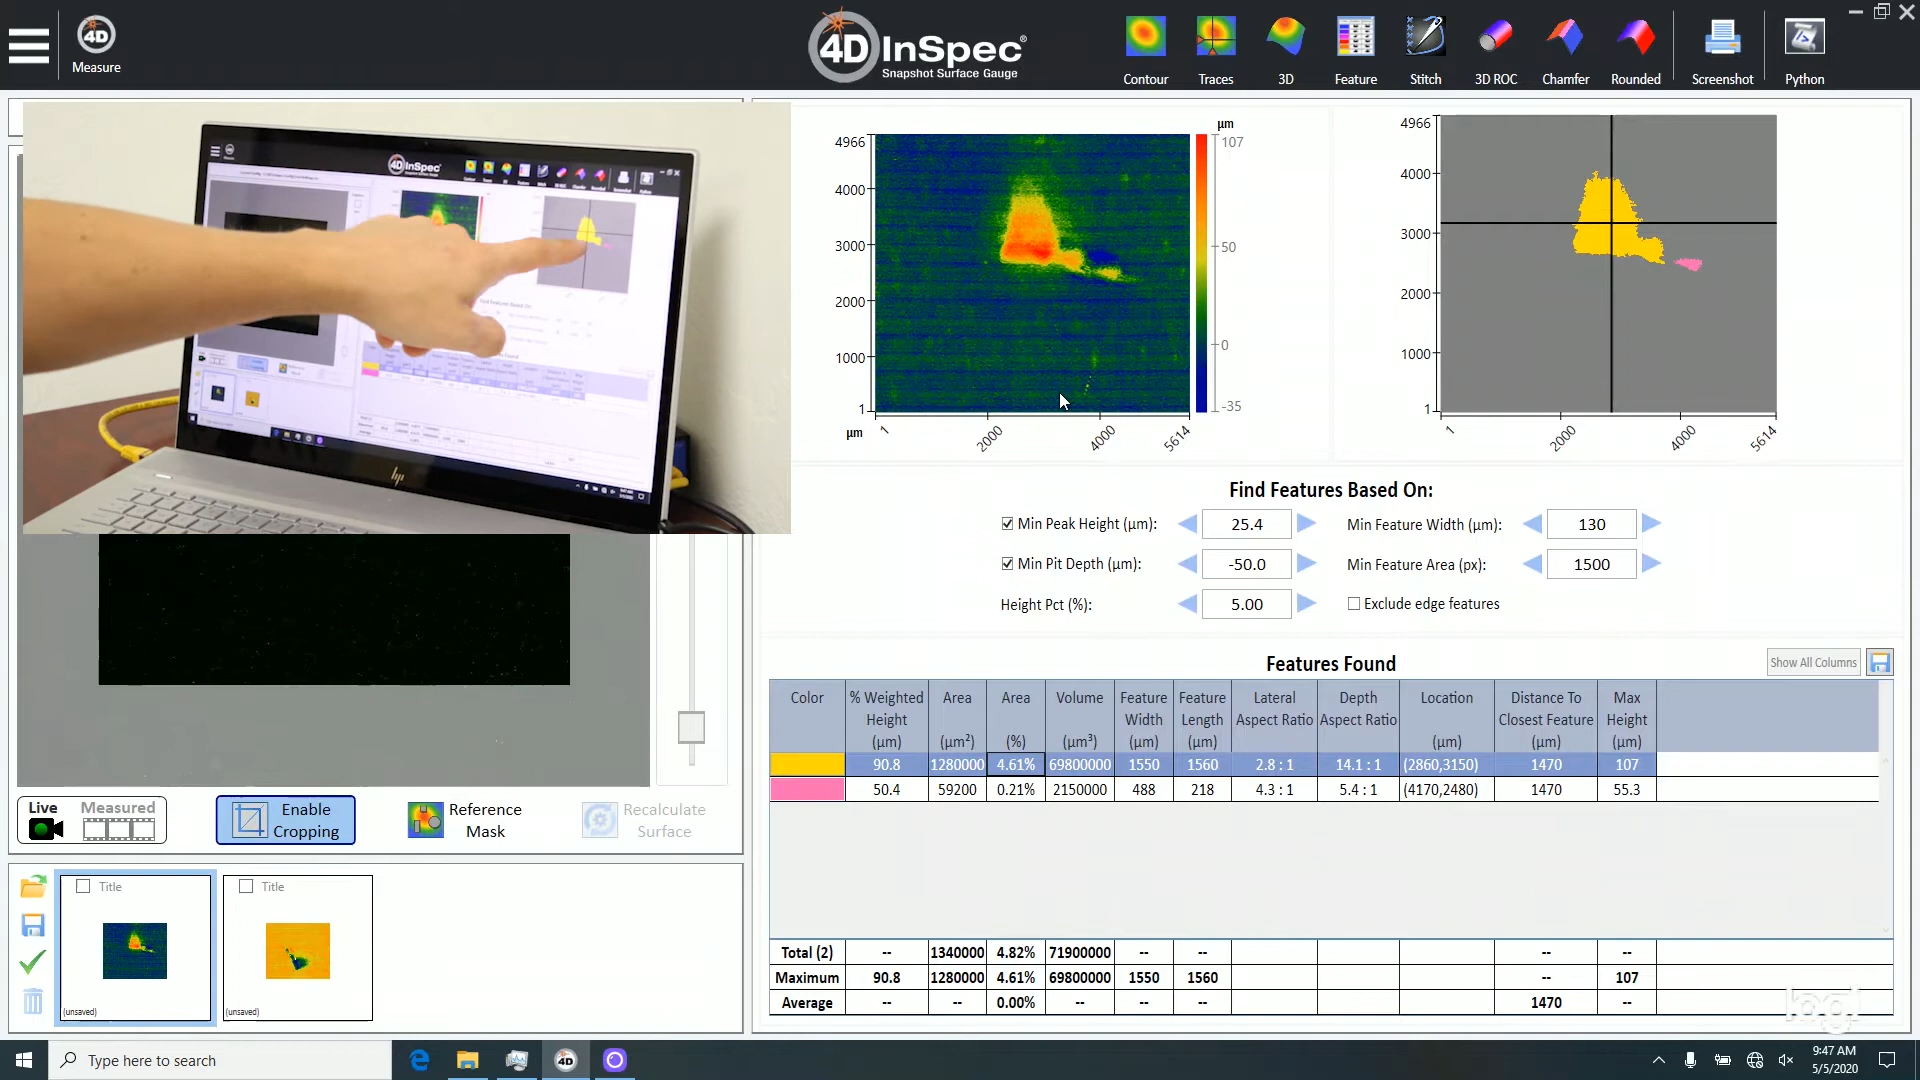 4D
Measure
4D InSpec®
Snapshot Surface Gauge
Contour
Traces
3D
Feature
Stitch
3D ROC
Chamfer
Rounded
Screenshot
Python
4D InSpec
hp
µm
107
50
0
-35
4966
4000
3000
2000
1000
1
µm
1
2000
4000
5614
4966
4000
3000
2000
1000
1
1
2000
4000
5614
Find Features Based On:
Min Peak Height (µm): 25.4 Min Feature Width (µm): 130
Min Pit Depth (µm): -50.0 Min Feature Area (px): 1500
Height Pct (%): 5.00 Exclude edge features
Features Found
Show All Columns
Color % Weighted Height (µm) Area (µm²) Area (%) Volume (µm³) Feature Width (µm) Feature Length (µm) Lateral Aspect Ratio Depth Aspect Ratio Location (µm) Distance To Closest Feature (µm) Max Height (µm)
90.8 1280000 4.61% 69800000 1550 1560 2.8 : 1 14.1 : 1 (2860,3150) 1470 107
50.4 59200 0.21% 2150000 488 218 4.3 : 1 5.4 : 1 (4170,2480) 1470 55.3
Total (2) -- 1340000 4.82% 71900000 -- -- -- --
Maximum 90.8 1280000 4.61% 69800000 1550 1560 -- 107
Average -- -- 0.00% -- -- -- 1470 --
Live Measured
Enable Cropping
Reference Mask
Recalculate Surface
Title
(unsaved)
Title
(unsaved)
logi
Type here to search
4D
9:47 AM
5/5/2020